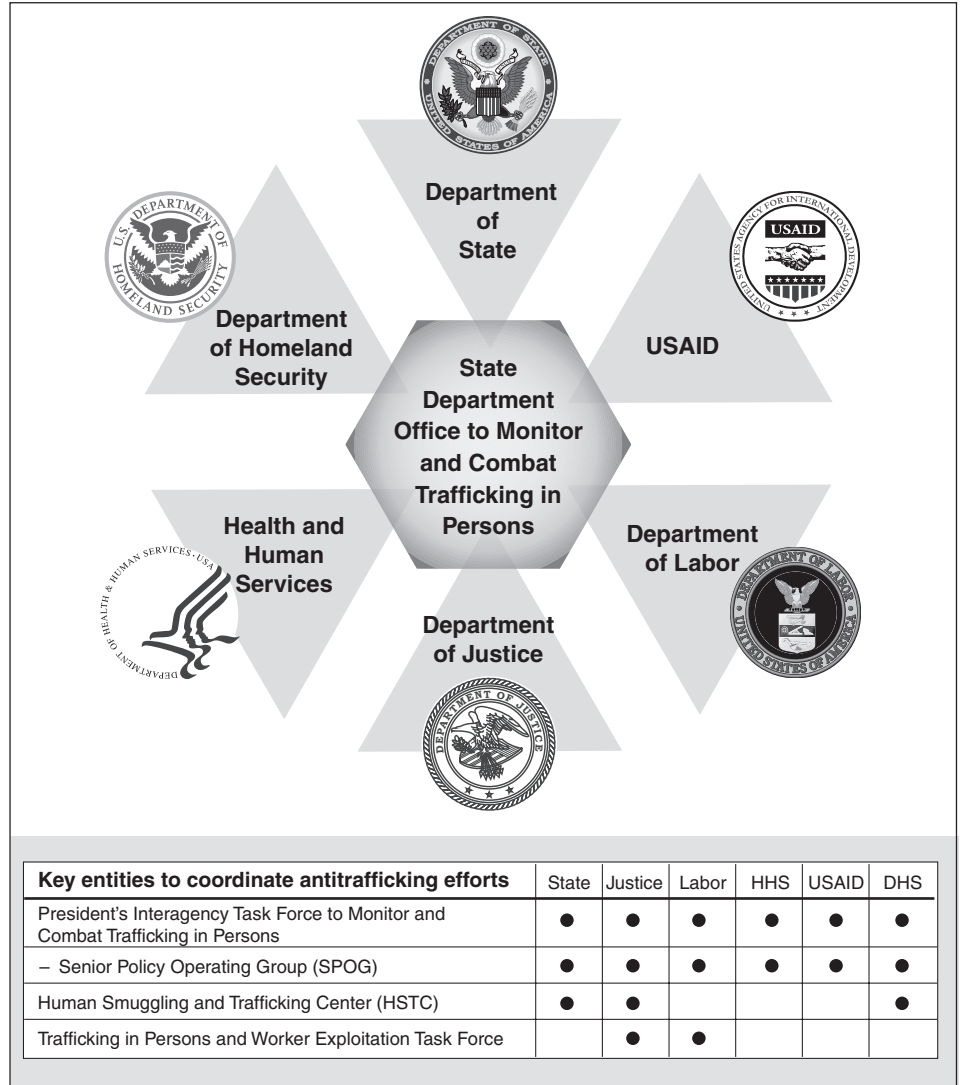 DEPARTMENT OF STATE
UNITED STATES OF AMERICA
Department
of
State
U.S. DEPARTMENT OF
HOMELAND SECURITY
Department
of Homeland
Security
UNITED STATES AGENCY FOR INTERNATIONAL DEVELOPMENT
USAID
USAID
State
Department
Office to Monitor
and Combat
Trafficking in
Persons
Health and
Human
Services
DEPARTMENT OF HEALTH & HUMAN SERVICES · USA
Department
of Labor
DEPARTMENT OF LABOR
UNITED STATES OF AMERICA
Department
of Justice
DEPARTMENT OF JUSTICE
Key entities to coordinate antitrafficking efforts State Justice Labor HHS USAID DHS
President's Interagency Task Force to Monitor and
Combat Trafficking in Persons ● ● ● ● ● ●
– Senior Policy Operating Group (SPOG) ● ● ● ● ● ●
Human Smuggling and Trafficking Center (HSTC) ● ● ●
Trafficking in Persons and Worker Exploitation Task Force ● ●